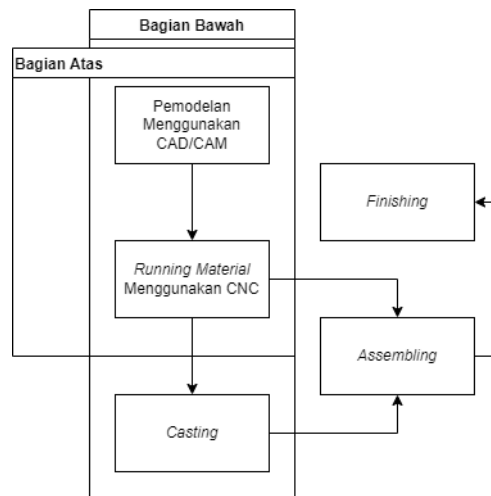 Bagian Bawah
Bagian Atas
Pemodelan
Menggunakan
CAD/CAM
Finishing
Running Material
Menggunakan CNC
Assembling
Casting